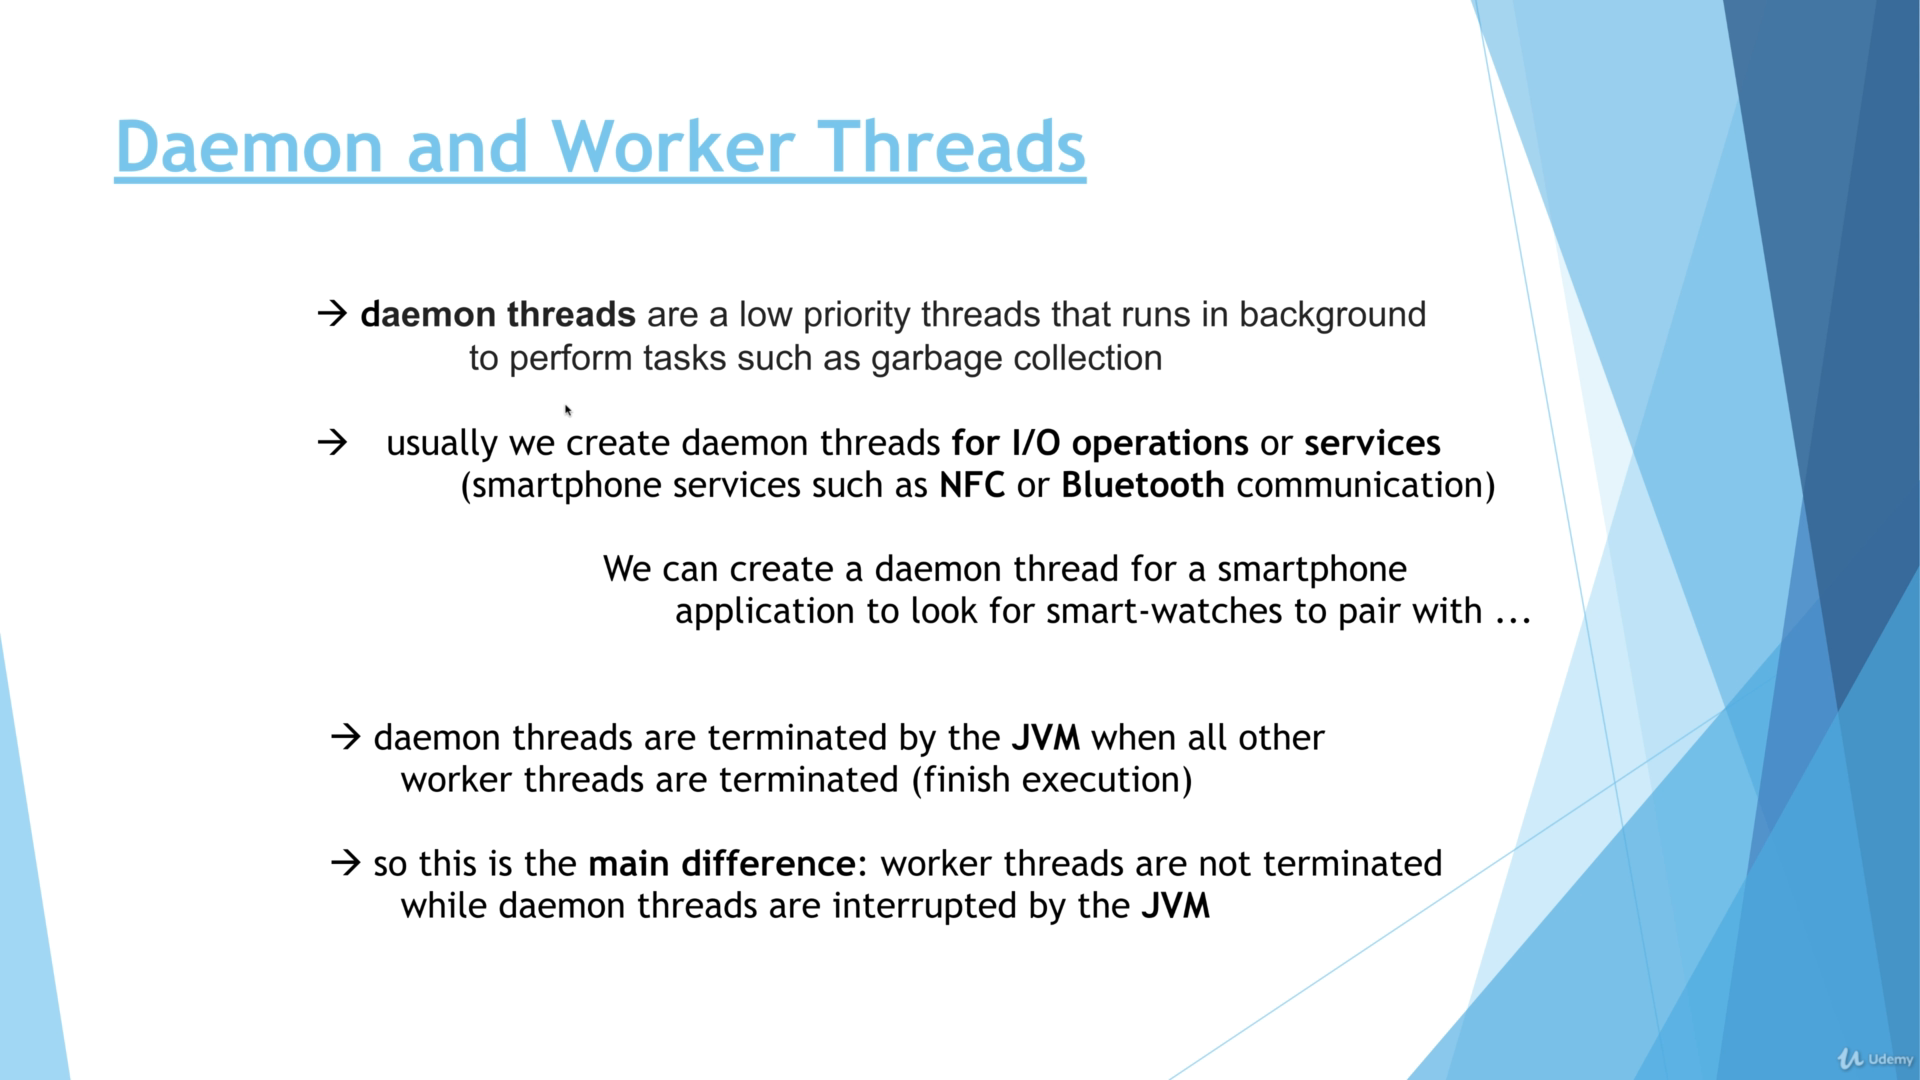 Daemon and Worker Threads
→ daemon threads are a low priority threads that runs in background
to perform tasks such as garbage collection
→ usually we create daemon threads for I/O operations or services
(smartphone services such as NFC or Bluetooth communication)
We can create a daemon thread for a smartphone
application to look for smart-watches to pair with ...
→ daemon threads are terminated by the JVM when all other
worker threads are terminated (finish execution)
→ so this is the main difference: worker threads are not terminated
while daemon threads are interrupted by the JVM
Udemy